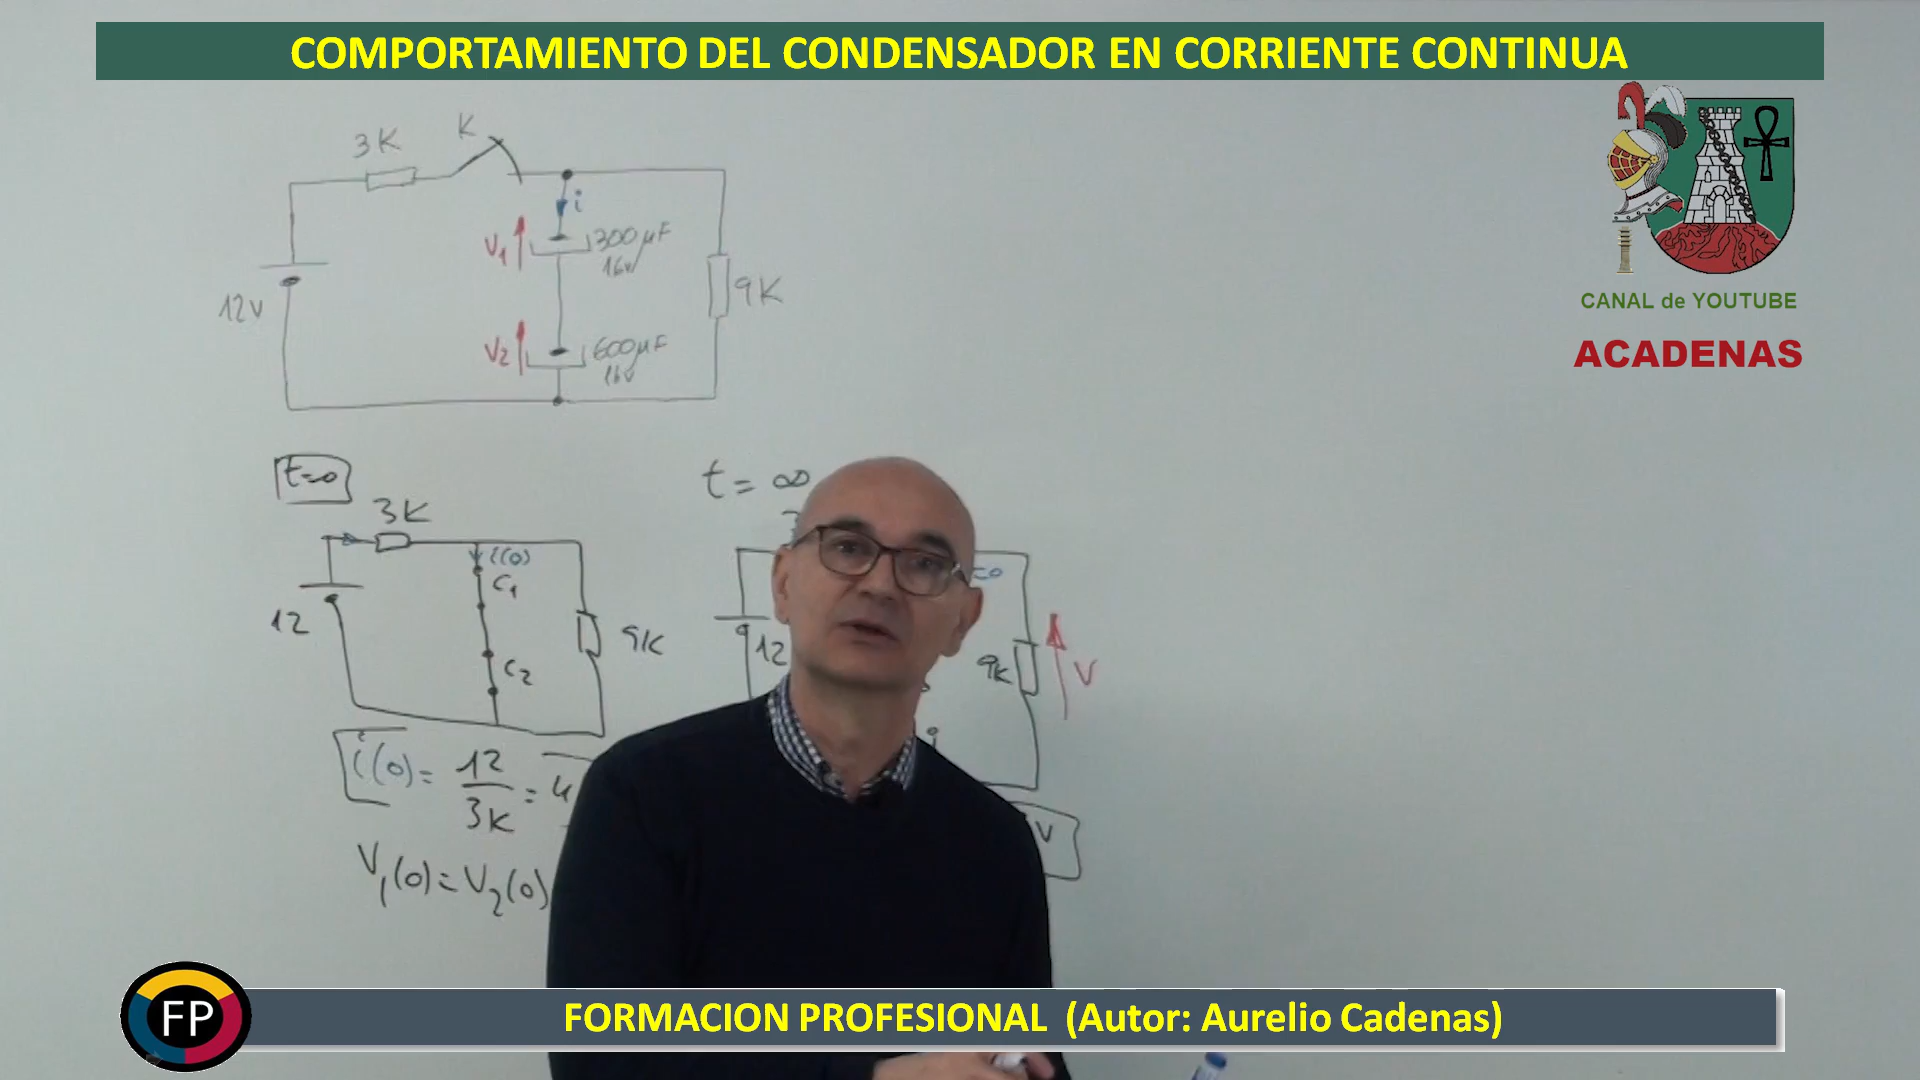 COMPORTAMIENTO DEL CONDENSADOR EN CORRIENTE CONTINUA
3K
K
i
V1
300µF
16v
12v
9K
V2
600µF
16v
CANAL de YOUTUBE
ACADENAS
t=0
3K
i(0)
C1
12
9K
C2
i(0)= 12/3K = 4
V1(0)=V2(0)
t=∞
=0
12
9K
V
V
FP
FORMACION PROFESIONAL (Autor: Aurelio Cadenas)